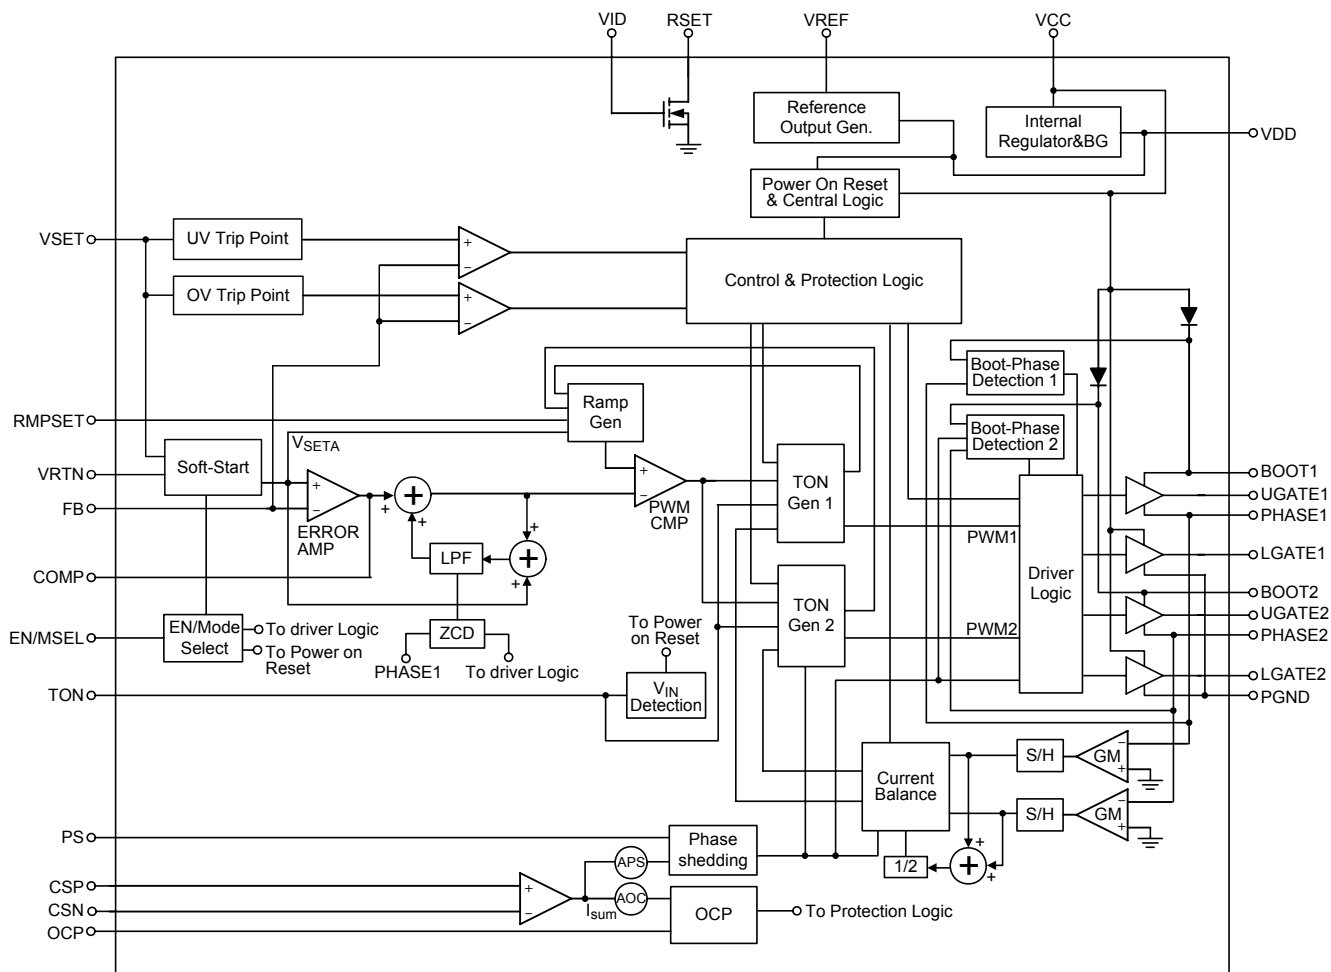 VID
RSET
VREF
VCC
Reference
Output Gen.
Internal
Regulator&BG
VDD
Power On Reset
& Central Logic
VSET
UV Trip Point
+
−
OV Trip Point
+
−
Control & Protection Logic
Boot-Phase
Detection 1
Boot-Phase
Detection 2
RMPSET
Ramp
Gen
VSETA
VRTN
Soft-Start
FB
+
−
ERROR
AMP
+
+
+
+
+
+
+
−
PWM
CMP
TON
Gen 1
PWM1
BOOT1
UGATE1
PHASE1
LGATE1
COMP
LPF
TON
Gen 2
PWM2
Driver
Logic
BOOT2
UGATE2
PHASE2
LGATE2
PGND
EN/MSEL
EN/Mode
Select
To driver Logic
To Power on
Reset
ZCD
PHASE1
To driver Logic
To Power
on Reset
TON
VIN
Detection
Current
Balance
S/H
GM
−
+
S/H
GM
−
+
+
+
+
1/2
PS
Phase
shedding
APS
CSP
CSN
+
−
Isum
AOC
OCP
OCP
To Protection Logic